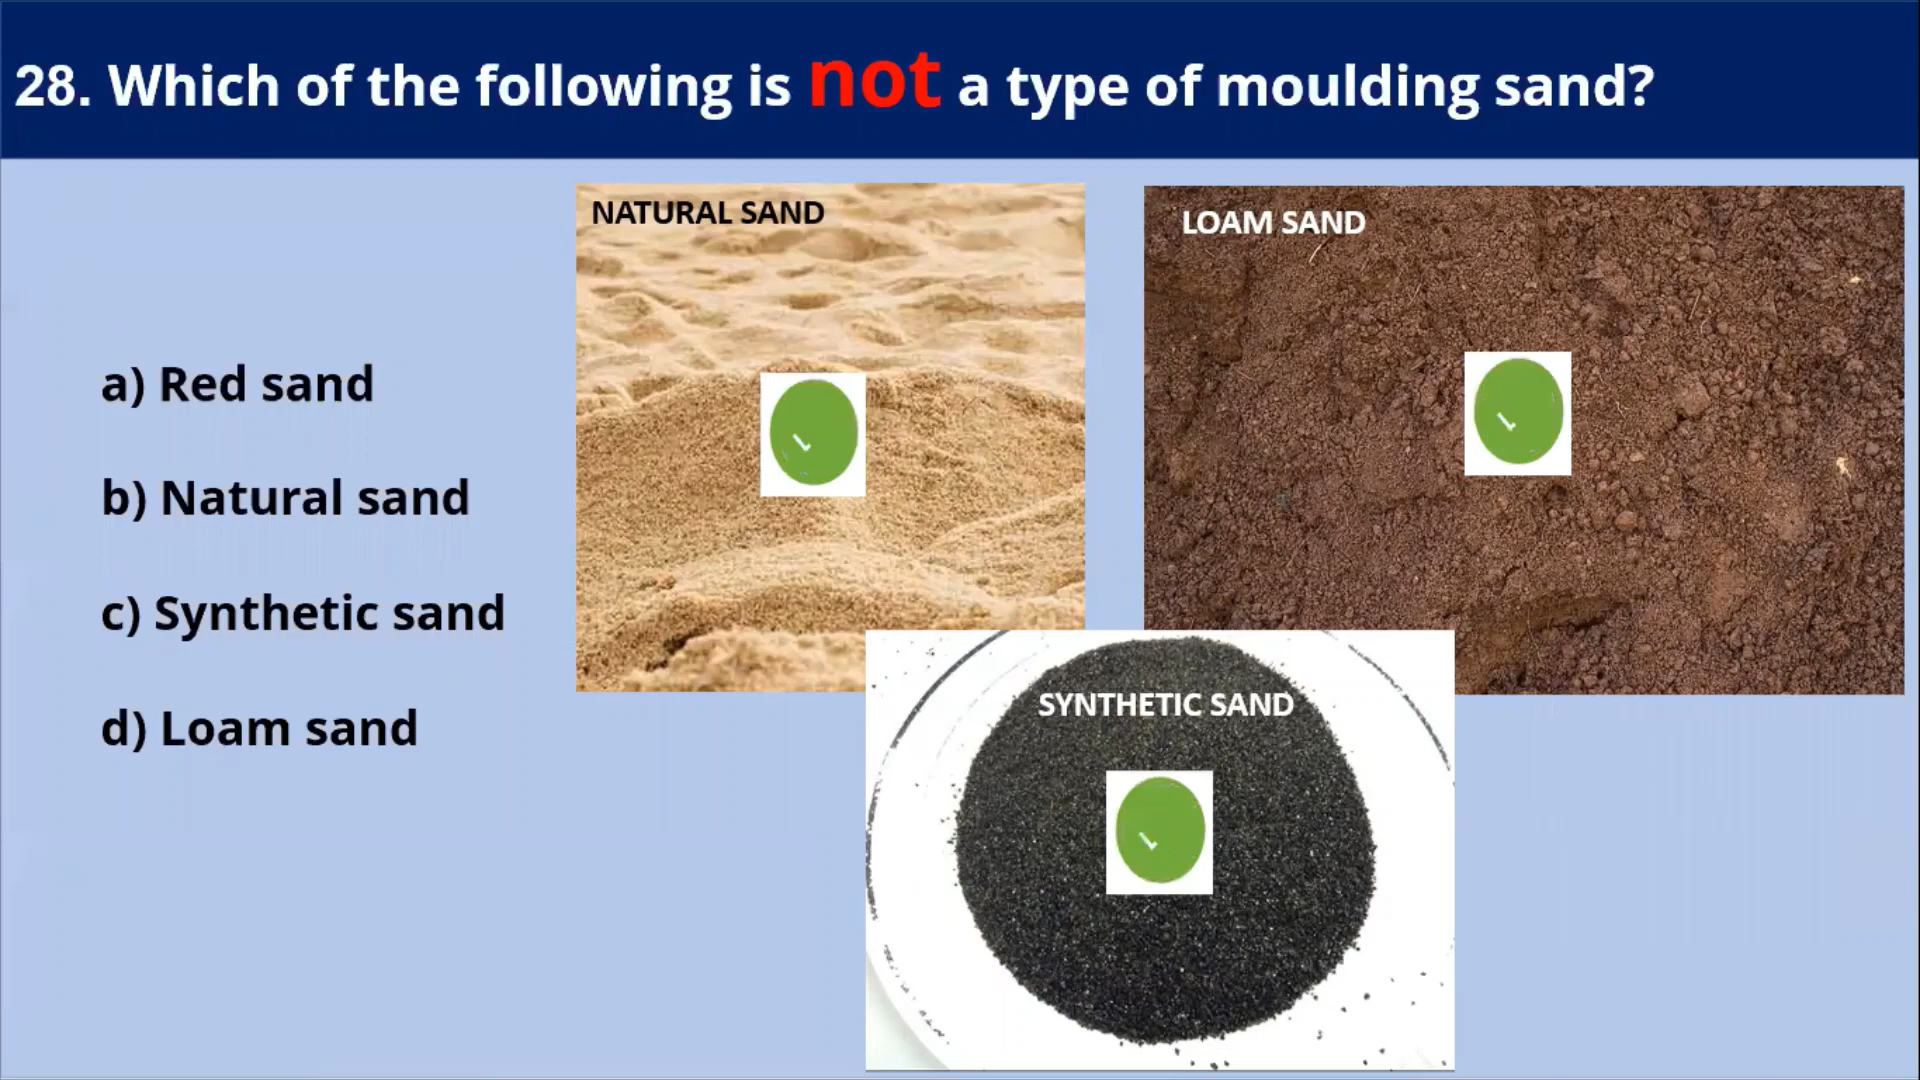 28. Which of the following is not a type of moulding sand?
NATURAL SAND
LOAM SAND
a) Red sand
b) Natural sand
c) Synthetic sand
d) Loam sand
SYNTHETIC SAND